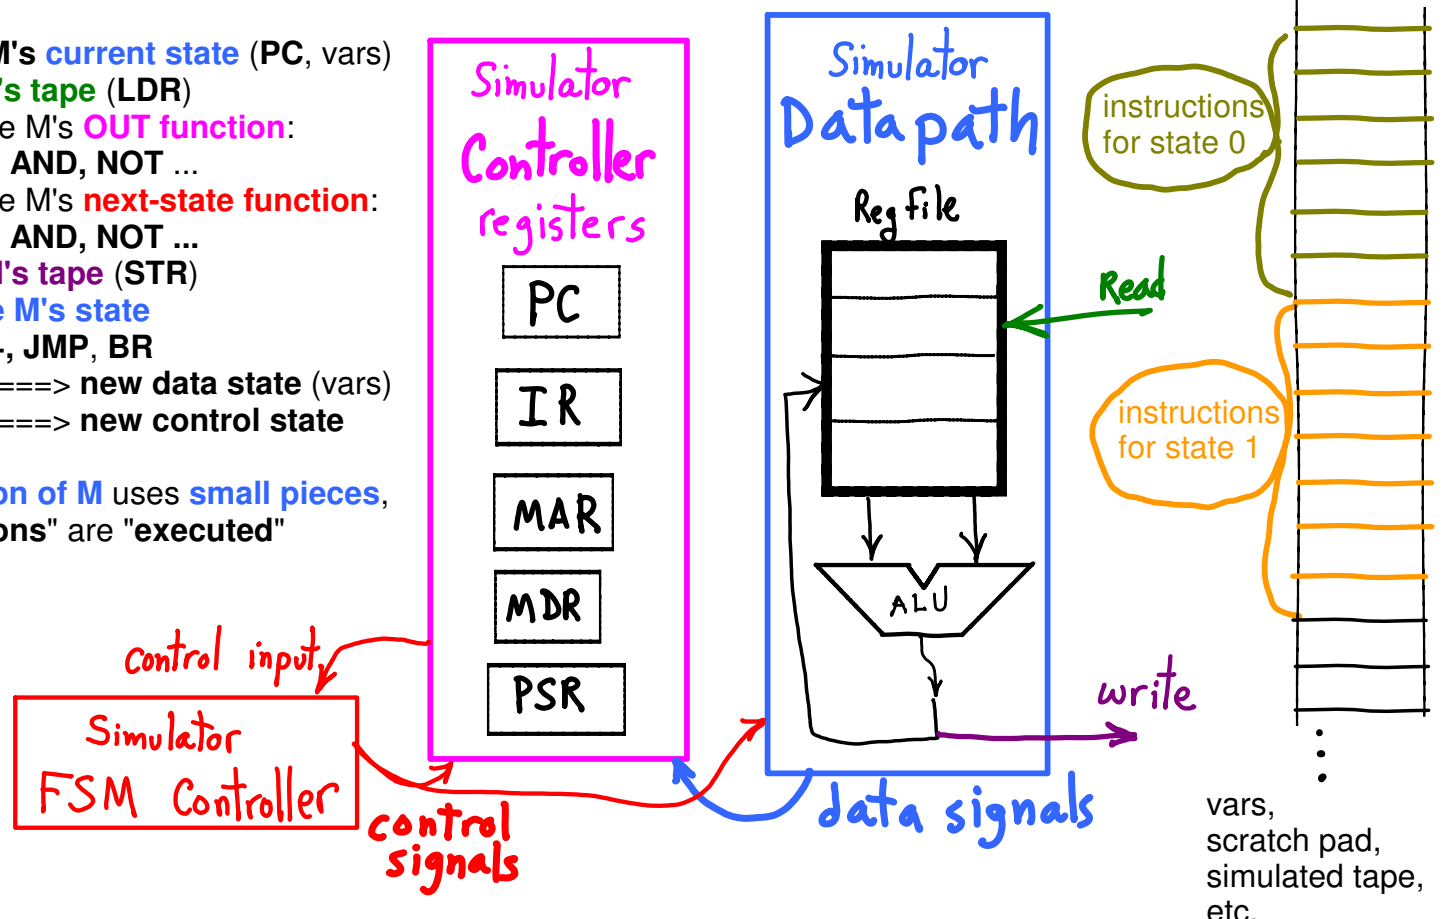 M's current state (PC, vars)
's tape (LDR)
e M's OUT function:
AND, NOT ...
e M's next-state function:
AND, NOT ...
's tape (STR)
e M's state
, JMP, BR
===> new data state (vars)
===> new control state
on of M uses small pieces,
ons" are "executed"
Simulator
Controller
registers
PC
IR
MAR
MDR
PSR
control input
Simulator
FSM Controller
control
signals
Simulator
Datapath
Reg File
Read
ALU
write
data signals
instructions
for state 0
instructions
for state 1
vars,
scratch pad,
simulated tape,
etc.